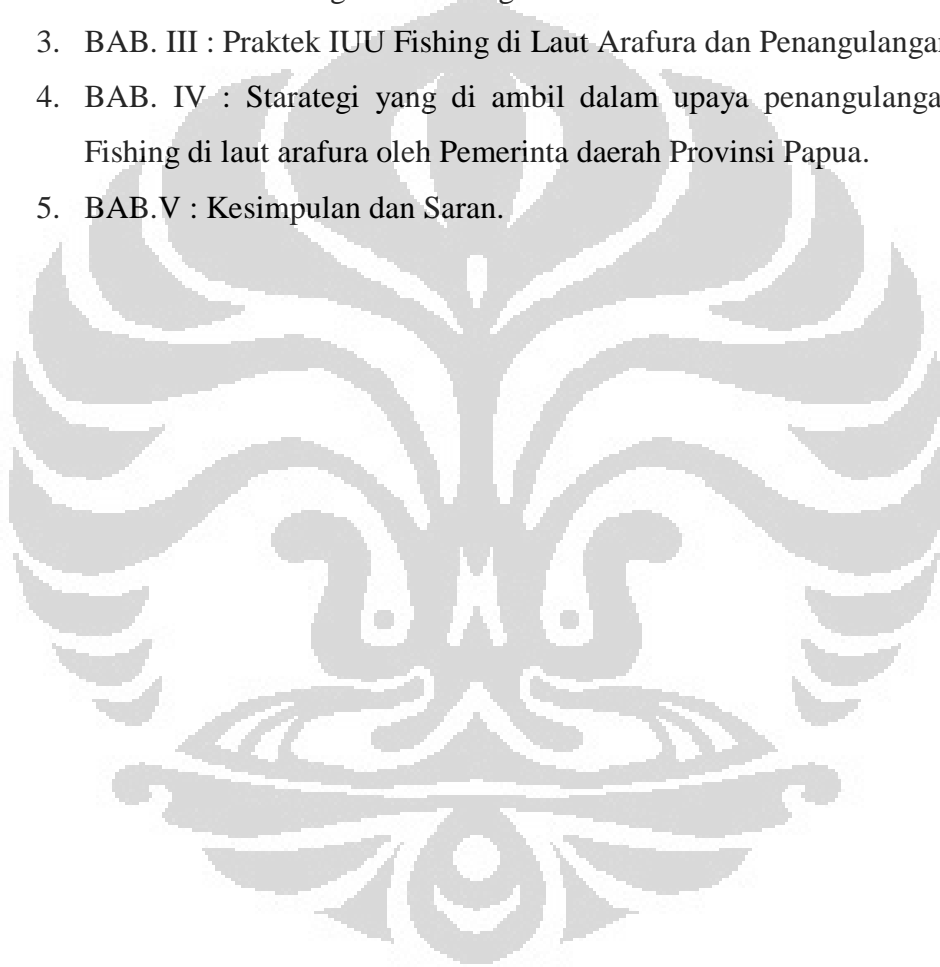 3. BAB. III : Praktek IUU Fishing di Laut Arafura dan Penangulangan
4. BAB. IV : Starategi yang di ambil dalam upaya penangulanga
Fishing di laut arafura oleh Pemerinta daerah Provinsi Papua.
5. BAB.V : Kesimpulan dan Saran.